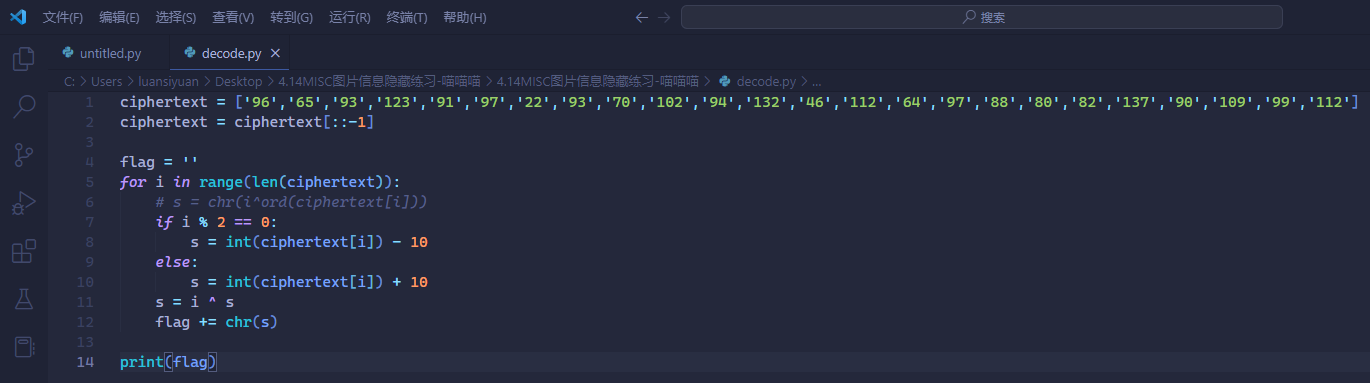 文件(F) 编辑(E) 选择(S) 查看(V) 转到(G) 运行(R) 终端(T) 帮助(H) 搜索
untitled.py decode.py
C: > Users > luansiyuan > Desktop > 4.14MISC图片信息隐藏练习-喵喵喵 > 4.14MISC图片信息隐藏练习-喵喵喵 > decode.py > ...
1 ciphertext = ['96','65','93','123','91','97','22','93','70','102','94','132','46','112','64','97','88','80','82','137','90','109','99','112']
2 ciphertext = ciphertext[::-1]
3
4 flag = ''
5 for i in range(len(ciphertext)):
6 # s = chr(i^ord(ciphertext[i]))
7 if i % 2 == 0:
8 s = int(ciphertext[i]) - 10
9 else:
10 s = int(ciphertext[i]) + 10
11 s = i ^ s
12 flag += chr(s)
13
14 print(flag)